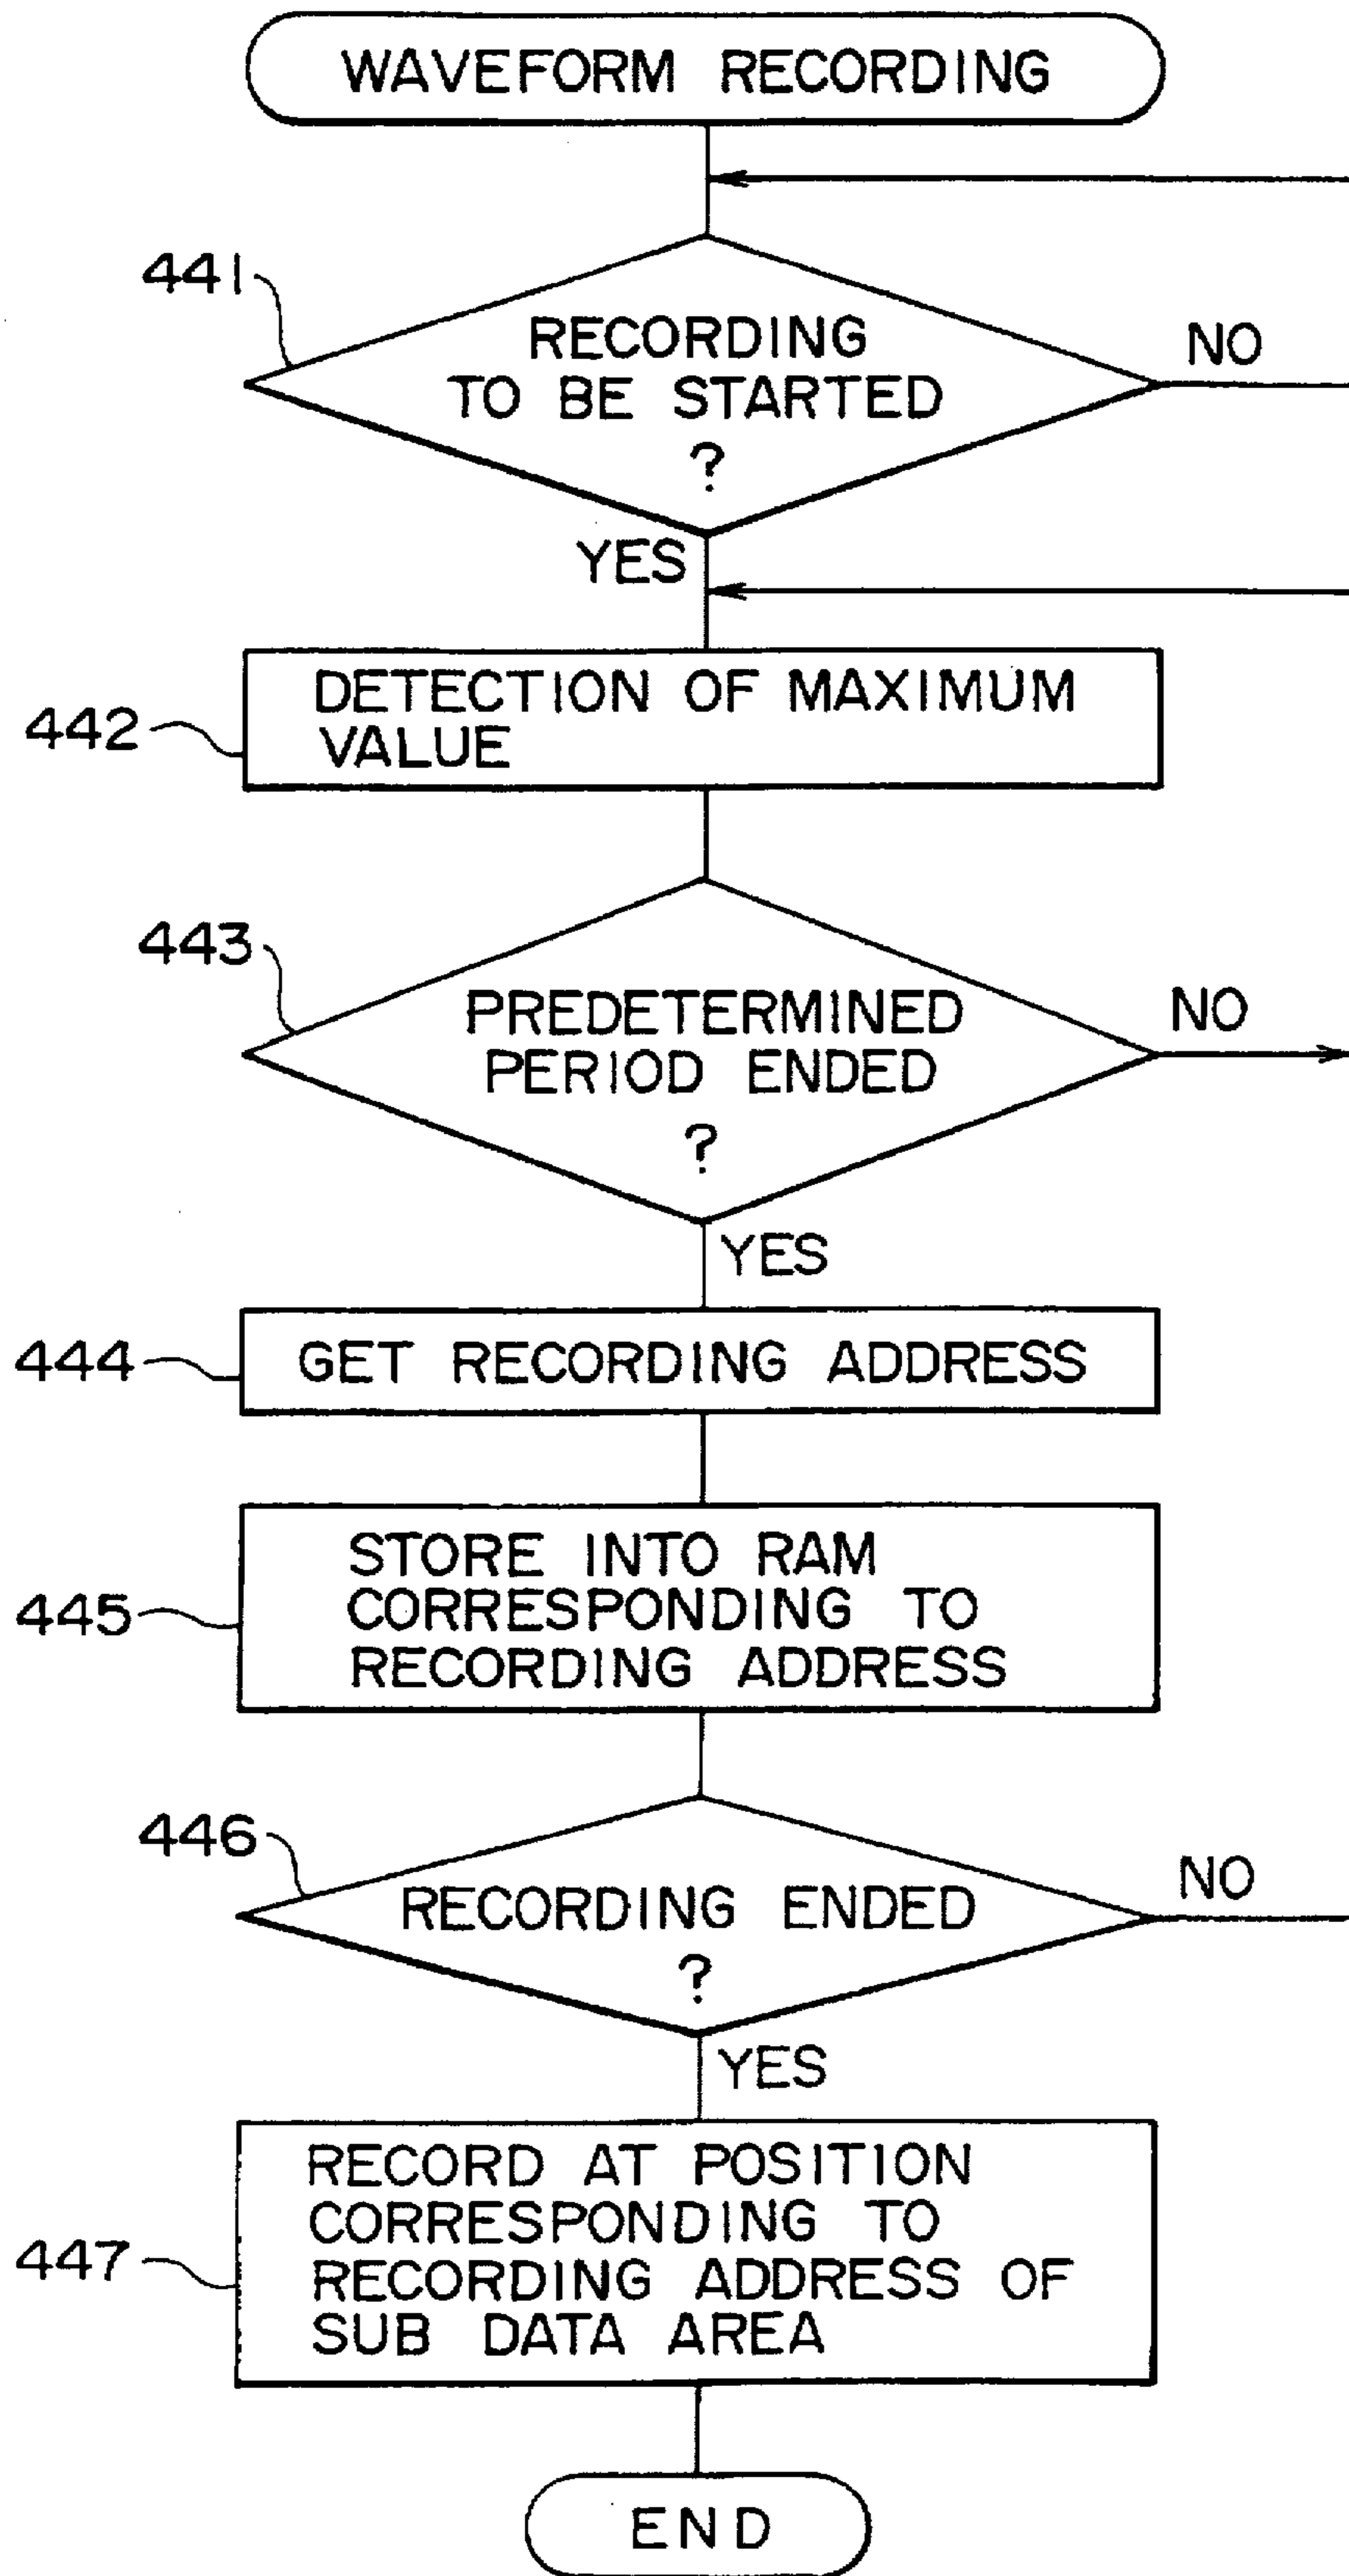 WAVEFORM RECORDING
441
RECORDING
TO BE STARTED
?
NO
YES
442
DETECTION OF MAXIMUM
VALUE
443
PREDETERMINED
PERIOD ENDED
?
NO
YES
444
GET RECORDING ADDRESS
445
STORE INTO RAM
CORRESPONDING TO
RECORDING ADDRESS
446
RECORDING ENDED
?
NO
YES
447
RECORD AT POSITION
CORRESPONDING TO
RECORDING ADDRESS OF
SUB DATA AREA
END